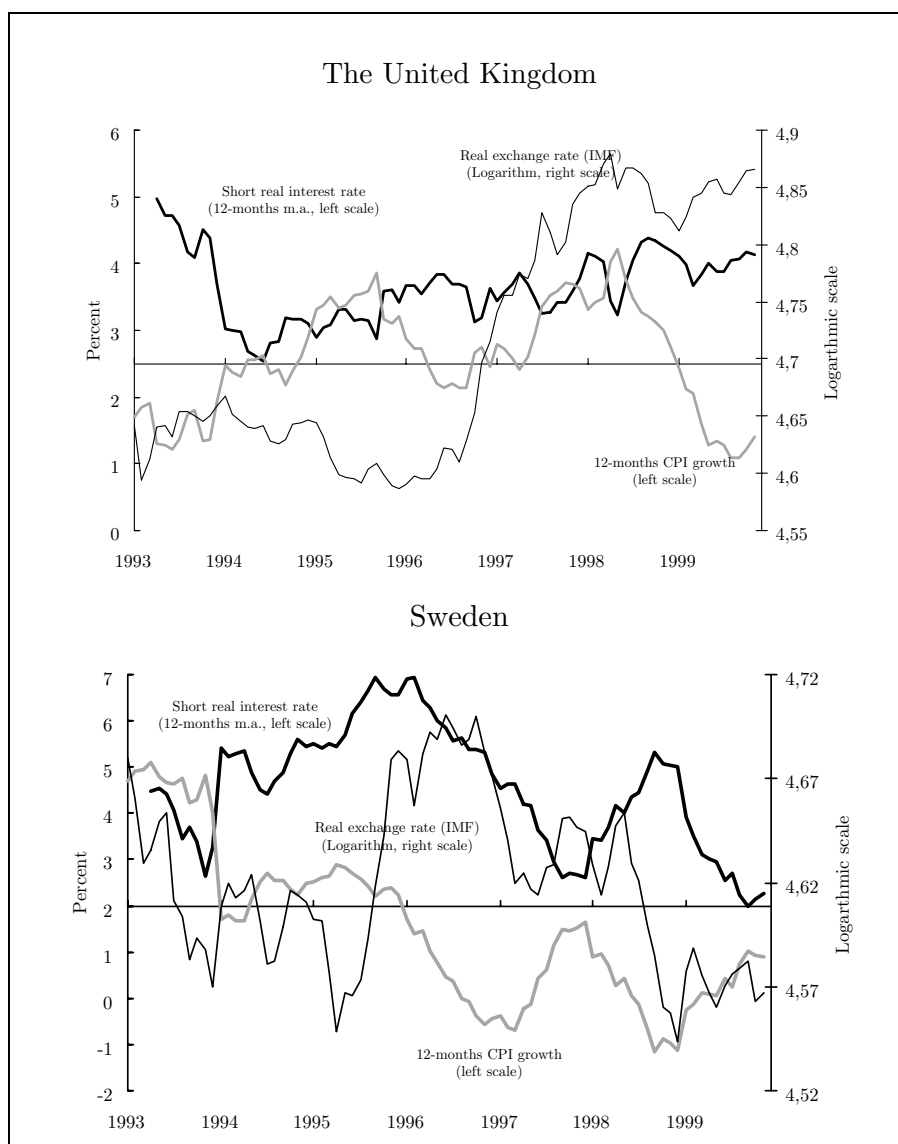 The United Kingdom
6
5
4
3
2
1
0
Percent
4,9
4,85
4,8
4,75
4,7
4,65
4,6
4,55
Logarthmic scale
Real exchange rate (IMF)
(Logarithm, right scale)
Short real interest rate
(12-months m.a., left scale)
12-months CPI growth
(left scale)
1993 1994 1995 1996 1997 1998 1999
Sweden
7
6
5
4
3
2
1
0
-1
-2
Percent
4,72
4,67
4,62
4,57
4,52
Logarthmic scale
Short real interest rate
(12-months m.a., left scale)
Real exchange rate (IMF)
(Logarithm, right scale)
12-months CPI growth
(left scale)
1993 1994 1995 1996 1997 1998 1999